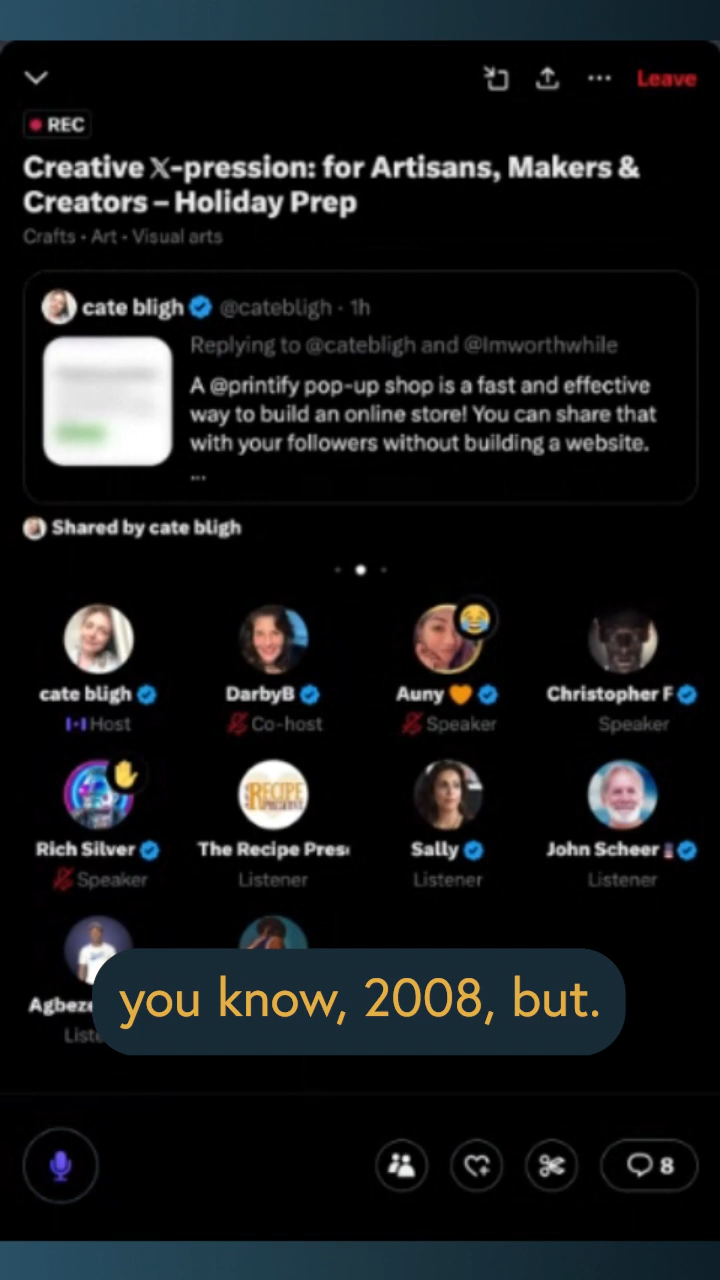 Leave
REC
Creative 𝕏-pression: for Artisans, Makers &
Creators – Holiday Prep
Crafts • Art • Visual arts
cate bligh @catebligh · 1h
Replying to @catebligh and @Imworthwhile
A @printify pop-up shop is a fast and effective
way to build an online store! You can share that
with your followers without building a website.
...
Shared by cate bligh
cate bligh DarbyB Auny 🧡 Christopher F
Host Co-host Speaker Speaker
Rich Silver The Recipe Pres Sally John Scheer
RECIPE
Speaker Listener Listener Listener
you know, 2008, but.
8